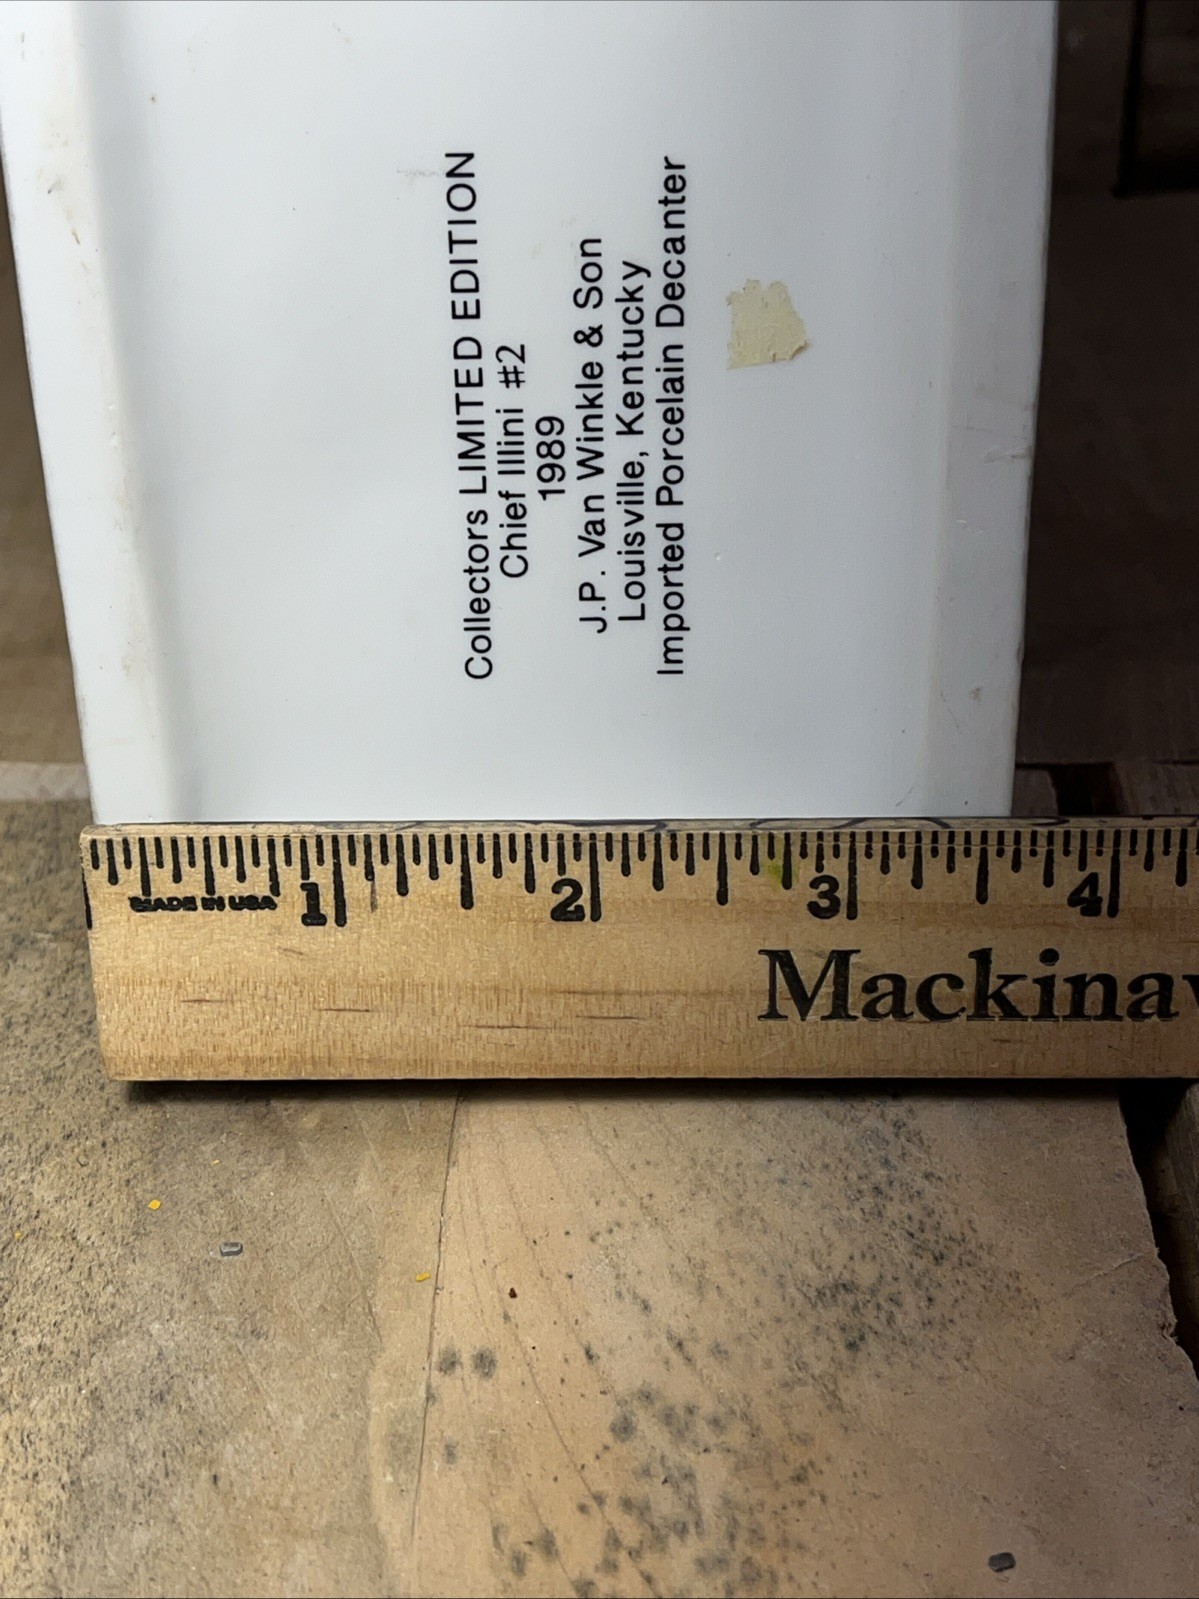 Collectors LIMITED EDITION
Chief Illini #2
1989
J.P. Van Winkle & Son
Louisville, Kentucky
Imported Porcelain Decanter
1 2 3 4
MADE IN USA
Mackinaw